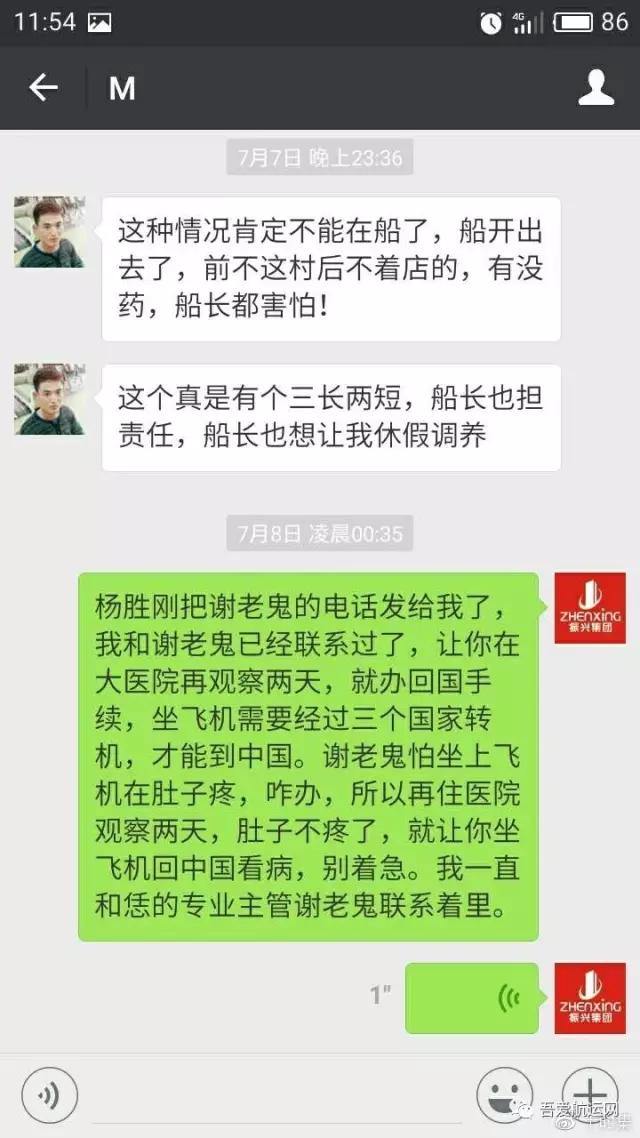 11:54
4G
86
M
7月7日 晚上23:36
这种情况肯定不能在船了，船开出
去了，前不这村后不着店的，有没
药，船长都害怕！
这个真是有个三长两短，船长也担
责任，船长也想让我休假调养
7月8日 凌晨00:35
杨胜刚把谢老鬼的电话发给我了，
我和谢老鬼已经联系过了，让你在
大医院再观察两天，就办回国手
续，坐飞机需要经过三个国家转
机，才能到中国。谢老鬼怕坐上飞
机在肚子疼，咋办，所以再住医院
观察两天，肚子不疼了，就让你坐
飞机回中国看病，别着急。我一直
和恁的专业主管谢老鬼联系着里。
ZHENXING
振兴集团
1"
ZHENXING
振兴集团
吾爱航运网